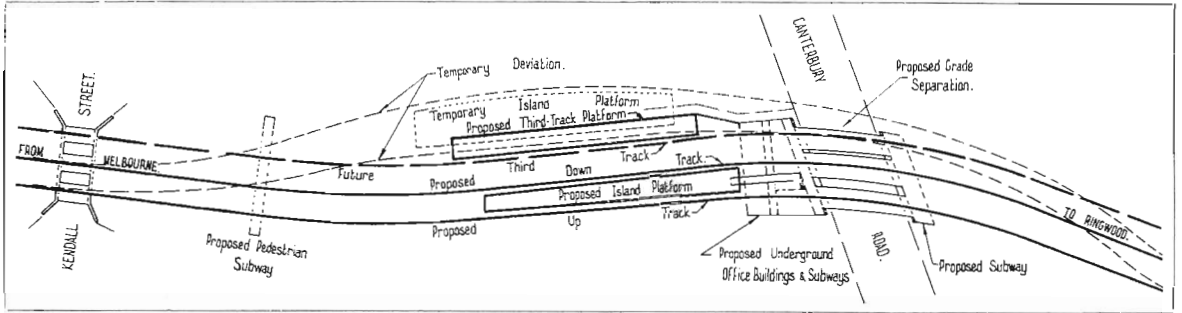 KENDALL STREET.
FROM MELBOURNE.
Temporary Deviation.
Temporary Island Platform
Proposed Third-Track Platform
Future Third Track
Proposed Down Track
Proposed Island Platform
Proposed Up Track
Proposed Pedestrian
Subway
CANTERBURY ROAD.
Proposed Grade
Separation.
TO RINGWOOD.
Proposed Underground
Office Buildings & Subways
Proposed Subway